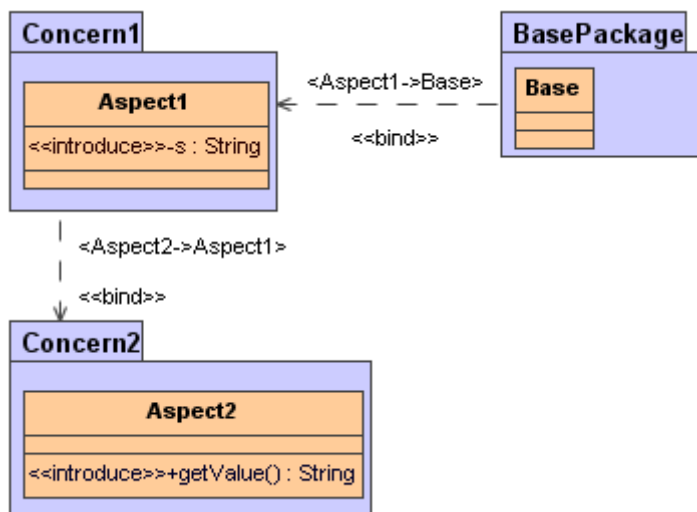 Concern1
BasePackage
<Aspect1->Base>
Base
Aspect1
<<introduce>>-s : String
<<bind>>
<Aspect2->Aspect1>
<<bind>>
Concern2
Aspect2
<<introduce>>+getValue() : String